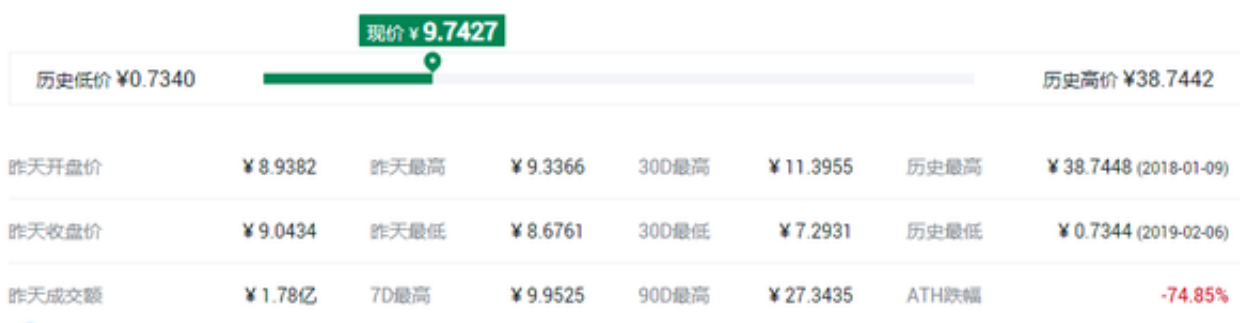 现价 ¥ 9.7427
历史低价 ¥0.7340 历史高价 ¥38.7442
昨天开盘价 ¥ 8.9382 昨天最高 ¥ 9.3366 30D最高 ¥ 11.3955 历史最高 ¥ 38.7448 (2018-01-09)
昨天收盘价 ¥ 9.0434 昨天最低 ¥ 8.6761 30D最低 ¥ 7.2931 历史最低 ¥ 0.7344 (2019-02-06)
昨天成交额 ¥ 1.78亿 7D最高 ¥ 9.9525 90D最高 ¥ 27.3435 ATH跌幅 -74.85%